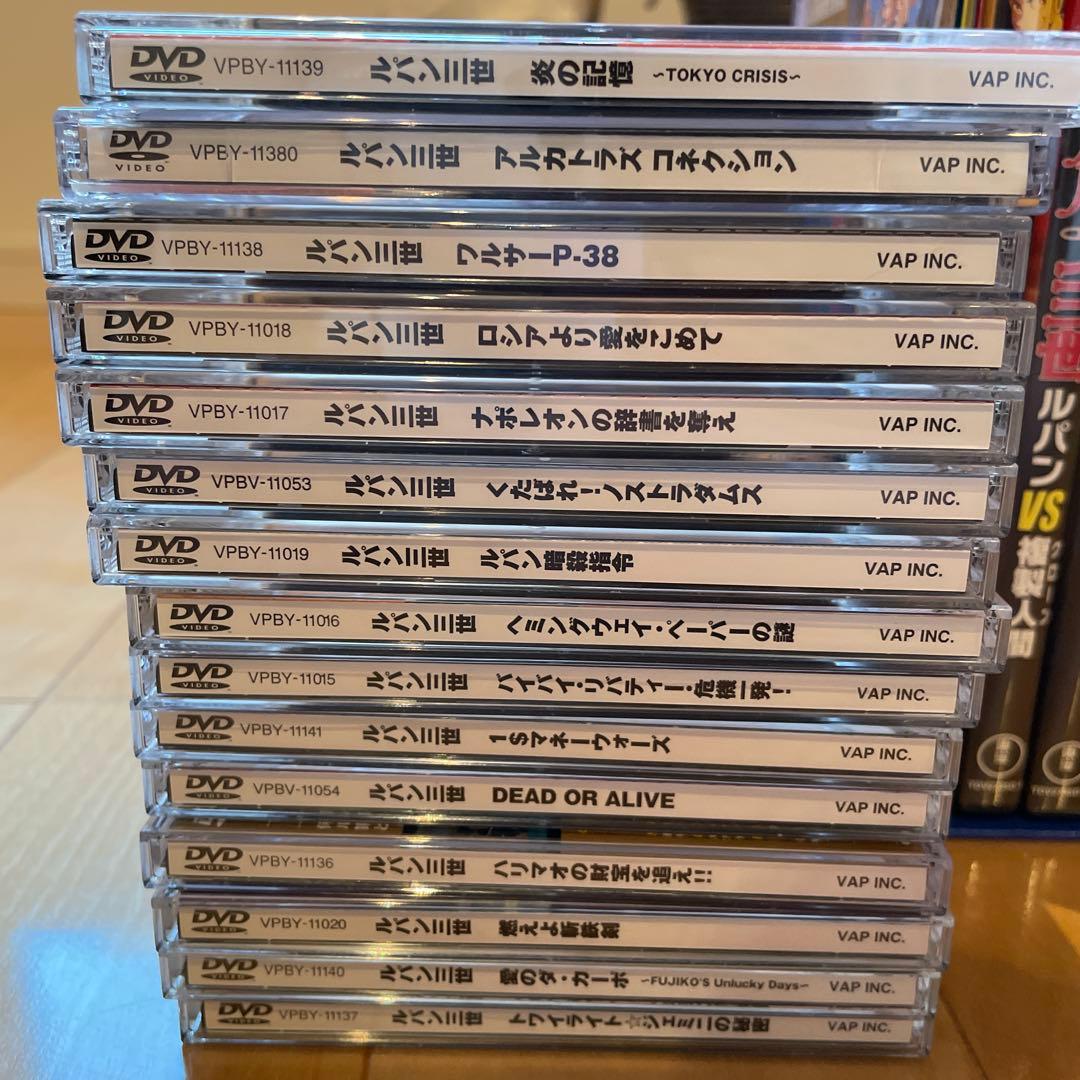 DVD VIDEO VPBY-11139 ルパン三世 炎の記憶 ~TOKYO CRISIS~ VAP INC.
DVD VIDEO VPBY-11380 ルパン三世 アルカトラズ コネクション VAP INC.
DVD VIDEO VPBY-11138 ルパン三世 ワルサーP-38 VAP INC.
DVD VIDEO VPBY-11018 ルパン三世 ロシアより愛をこめて VAP INC.
DVD VIDEO VPBY-11017 ルパン三世 ナポレオンの辞書を奪え VAP INC.
DVD VIDEO VPBV-11053 ルパン三世 くたばれ!ノストラダムス VAP INC.
DVD VIDEO VPBY-11019 ルパン三世 ルパン暗殺指令 VAP INC.
DVD VIDEO VPBY-11016 ルパン三世 ヘミングウェイ・ペーパーの謎 VAP INC.
DVD VIDEO VPBY-11015 ルパン三世 バイバイ・リバティー・危機一発! VAP INC.
DVD VIDEO VPBY-11141 ルパン三世 1$マネーウォーズ VAP INC.
DVD VIDEO VPBV-11054 ルパン三世 DEAD OR ALIVE VAP INC.
DVD VIDEO VPBY-11136 ルパン三世 ハリマオの財宝を追え!! VAP INC.
DVD VIDEO VPBY-11020 ルパン三世 燃えよ斬鉄剣 VAP INC.
DVD VIDEO VPBY-11140 ルパン三世 愛のダ・カーポ ~FUJIKO'S Unlucky Days~ VAP INC.
DVD VIDEO VPBY-11137 ルパン三世 トワイライト☆ジェミニの秘密 VAP INC.
三世
ルパンVS複製人間